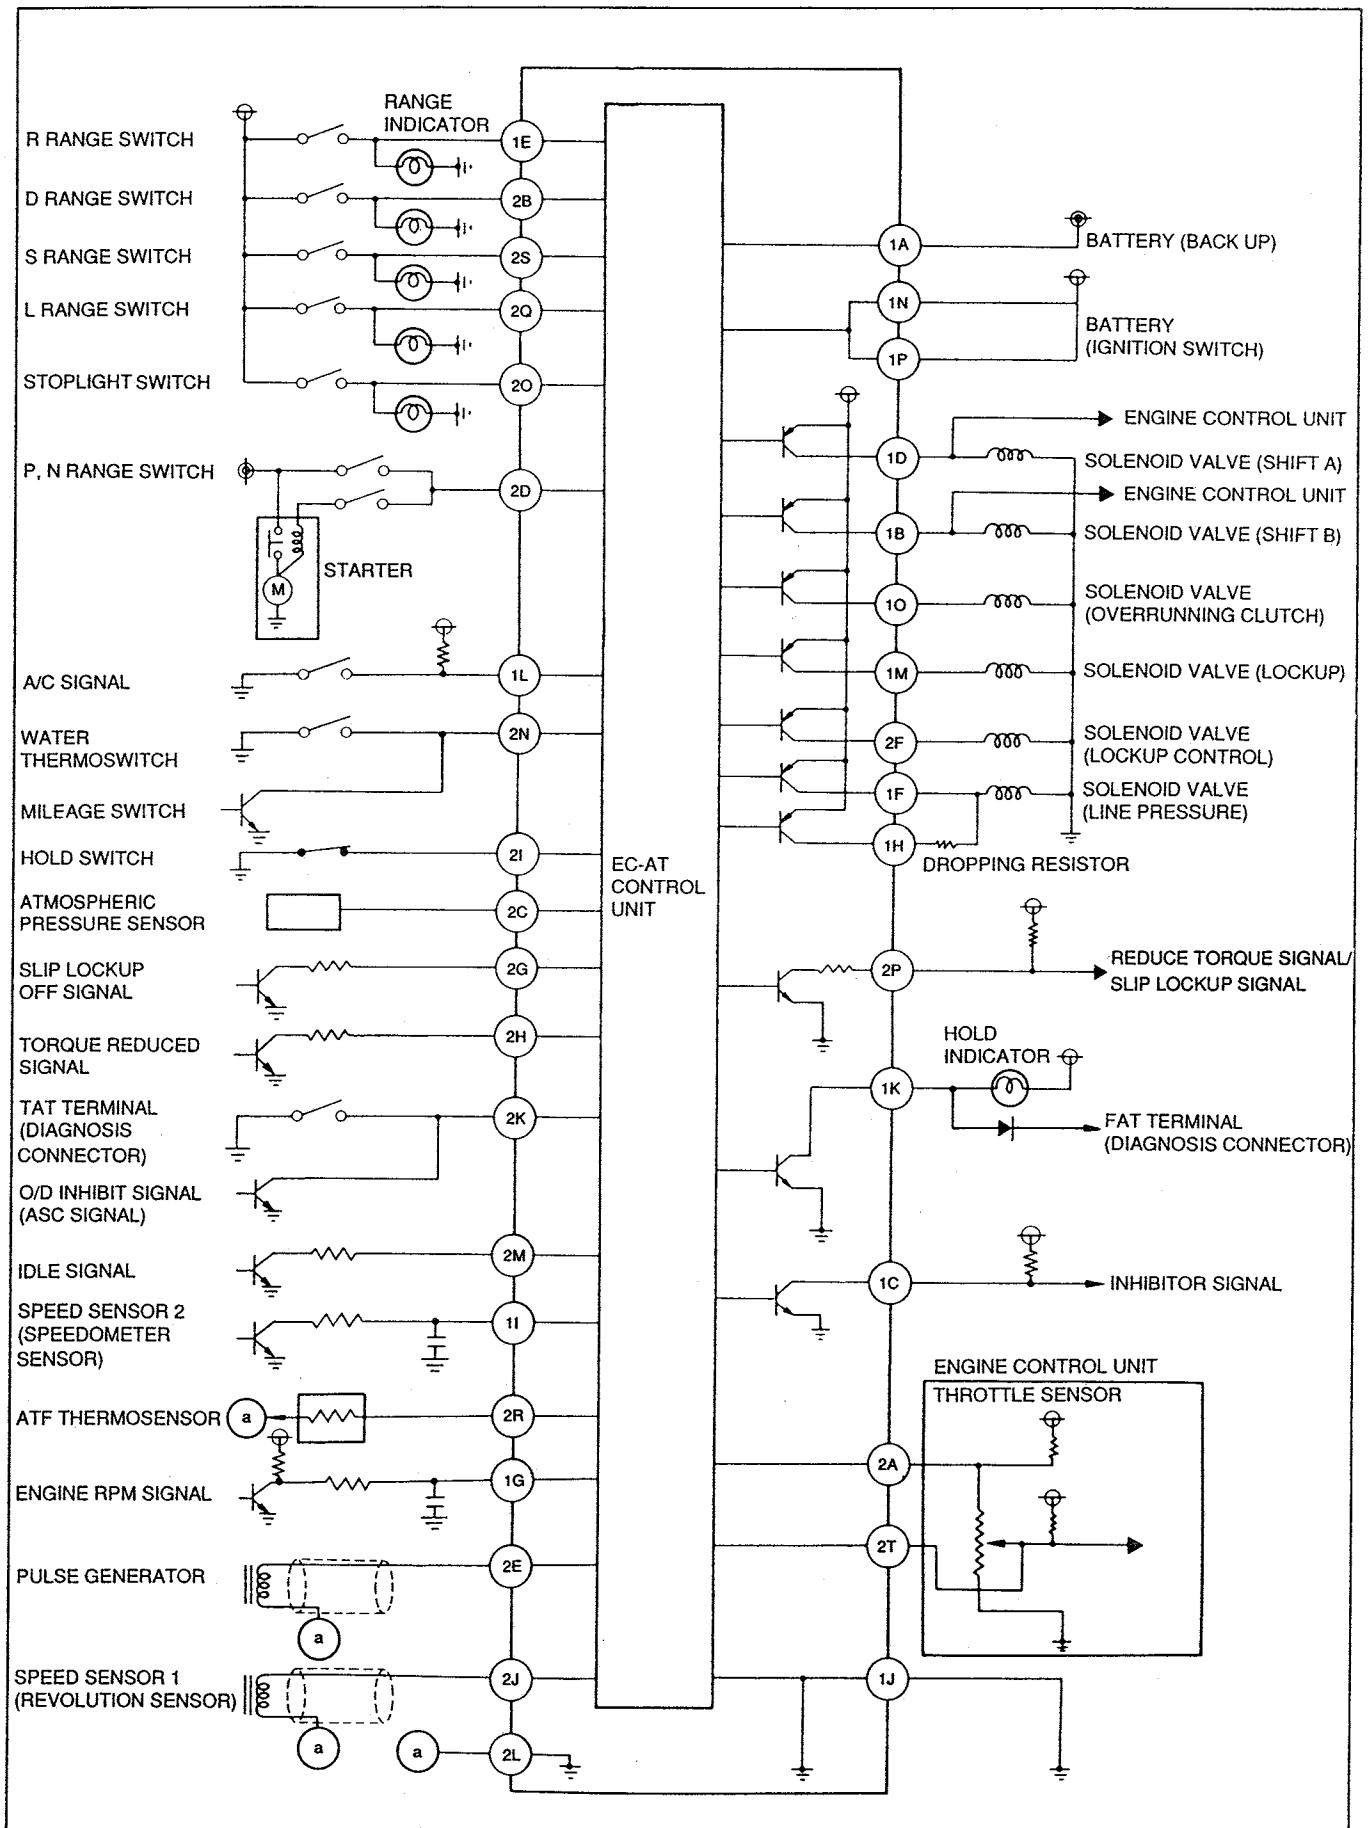 RANGE
INDICATOR
R RANGE SWITCH
1E
D RANGE SWITCH
2B
S RANGE SWITCH
2S
L RANGE SWITCH
2Q
STOPLIGHT SWITCH
2O
P, N RANGE SWITCH
2D
M
STARTER
A/C SIGNAL
1L
WATER
THERMOSWITCH
2N
MILEAGE SWITCH
HOLD SWITCH
2I
ATMOSPHERIC
PRESSURE SENSOR
2C
SLIP LOCKUP
OFF SIGNAL
2G
TORQUE REDUCED
SIGNAL
2H
TAT TERMINAL
(DIAGNOSIS
CONNECTOR)
2K
O/D INHIBIT SIGNAL
(ASC SIGNAL)
IDLE SIGNAL
2M
SPEED SENSOR 2
(SPEEDOMETER
SENSOR)
1I
ATF THERMOSENSOR
a
2R
ENGINE RPM SIGNAL
1G
PULSE GENERATOR
2E
a
SPEED SENSOR 1
(REVOLUTION SENSOR)
2J
a
a
2L
EC-AT
CONTROL
UNIT
1A
BATTERY (BACK UP)
1N
BATTERY
(IGNITION SWITCH)
1P
ENGINE CONTROL UNIT
1D
SOLENOID VALVE (SHIFT A)
ENGINE CONTROL UNIT
1B
SOLENOID VALVE (SHIFT B)
1O
SOLENOID VALVE
(OVERRUNNING CLUTCH)
1M
SOLENOID VALVE (LOCKUP)
2F
SOLENOID VALVE
(LOCKUP CONTROL)
1F
SOLENOID VALVE
(LINE PRESSURE)
1H
DROPPING RESISTOR
2P
REDUCE TORQUE SIGNAL/
SLIP LOCKUP SIGNAL
HOLD
INDICATOR
1K
FAT TERMINAL
(DIAGNOSIS CONNECTOR)
1C
INHIBITOR SIGNAL
ENGINE CONTROL UNIT
THROTTLE SENSOR
2A
2T
1J